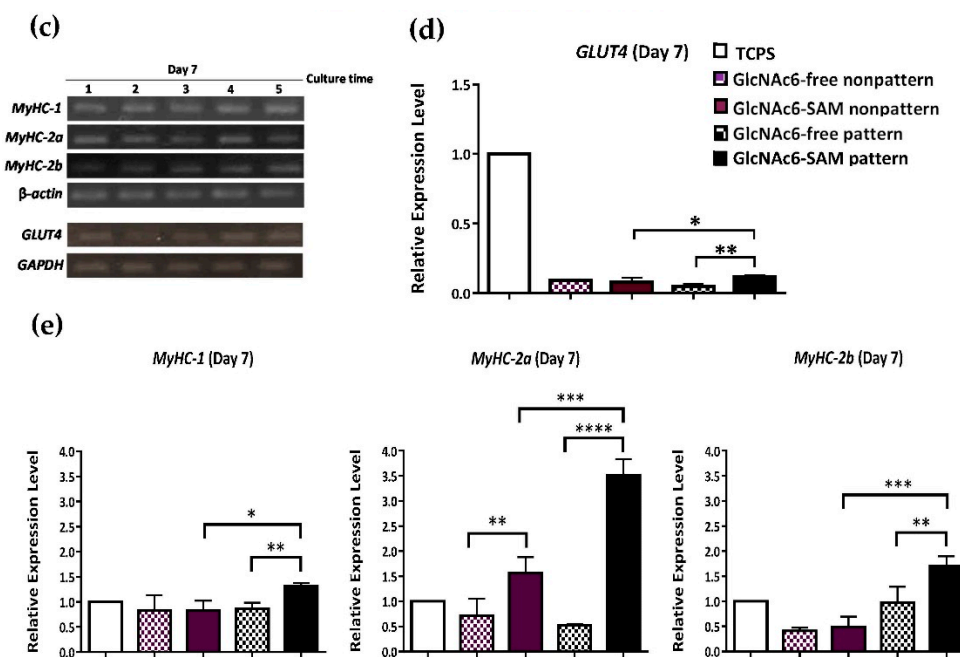 (c)
Day 7
Culture time
1 2 3 4 5
MyHC-1
MyHC-2a
MyHC-2b
β-actin
GLUT4
GAPDH
(d)
GLUT4 (Day 7)
TCPS
GlcNAc6-free nonpattern
GlcNAc6-SAM nonpattern
GlcNAc6-free pattern
GlcNAc6-SAM pattern
Relative Expression Level
1.5
1.0
0.5
0.0
*
**
(e)
MyHC-1 (Day 7)
Relative Expression Level
4.0
3.5
3.0
2.5
2.0
1.5
1.0
0.5
0.0
*
**
MyHC-2a (Day 7)
Relative Expression Level
4.0
3.5
3.0
2.5
2.0
1.5
1.0
0.5
0.0
***
****
**
MyHC-2b (Day 7)
Relative Expression Level
4.0
3.5
3.0
2.5
2.0
1.5
1.0
0.5
0.0
***
**